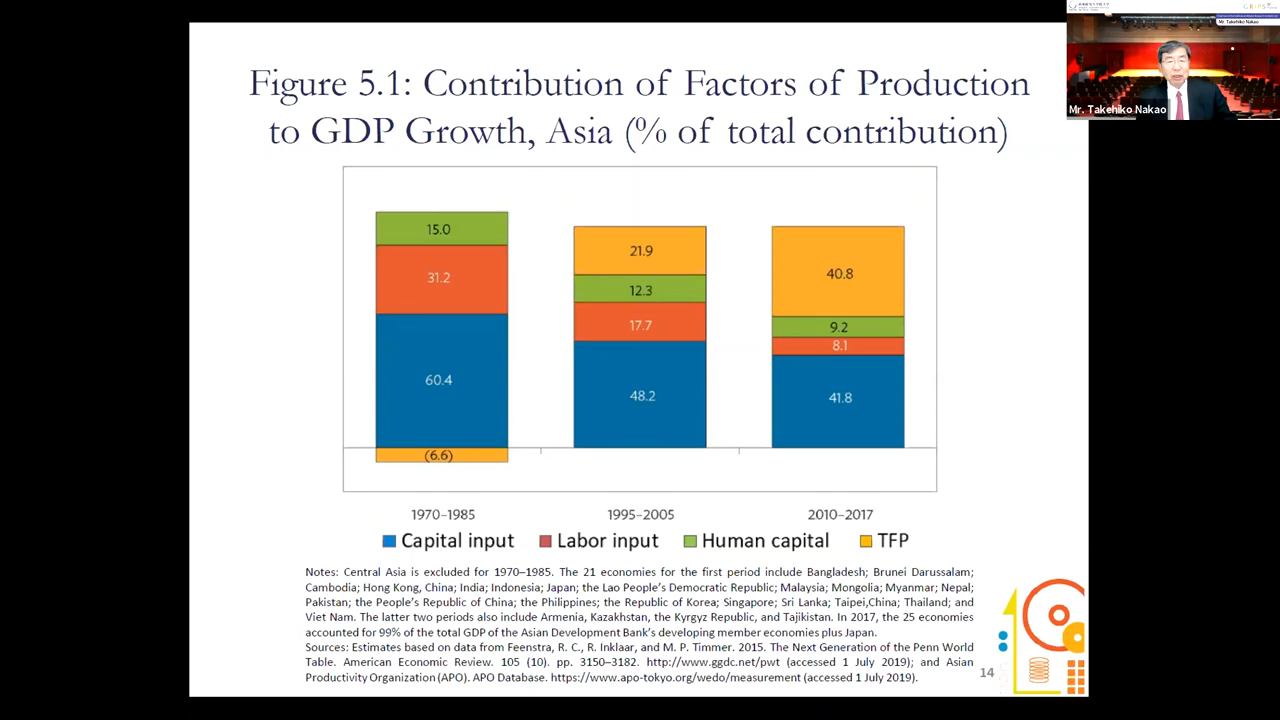 Figure 5.1: Contribution of Factors of Production
to GDP Growth, Asia (% of total contribution)
15.0
31.2
60.4
(6.6)
21.9
12.3
17.7
48.2
40.8
9.2
8.1
41.8
1970–1985
1995–2005
2010–2017
Capital input
Labor input
Human capital
TFP
Notes: Central Asia is excluded for 1970–1985. The 21 economies for the first period include Bangladesh; Brunei Darussalam;
Cambodia; Hong Kong, China; India; Indonesia; Japan; the Lao People's Democratic Republic; Malaysia; Mongolia; Myanmar; Nepal;
Pakistan; the People's Republic of China; the Philippines; the Republic of Korea; Singapore; Sri Lanka; Taipei,China; Thailand; and
Viet Nam. The latter two periods also include Armenia, Kazakhstan, the Kyrgyz Republic, and Tajikistan. In 2017, the 25 economies
accounted for 99% of the total GDP of the Asian Development Bank's developing member economies plus Japan.
Sources: Estimates based on data from Feenstra, R. C., R. Inklaar, and M. P. Timmer. 2015. The Next Generation of the Penn World
Table. American Economic Review. 105 (10). pp. 3150–3182. http://www.ggdc.net/pwt (accessed 1 July 2019); and Asian
Productivity Organization (APO). APO Database. https://www.apo-tokyo.org/wedo/measurement (accessed 1 July 2019).
14
GRIPS
Mr. Takehiko Nakao
Mr. Takehiko Nakao